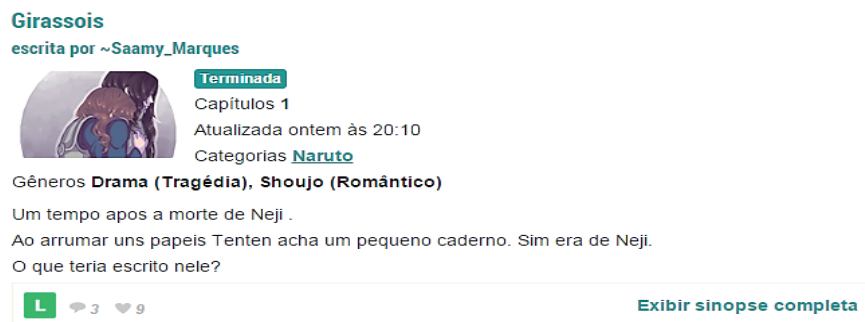 Girassois
escrita por ~Saamy_Marques
Terminada
Capítulos 1
Atualizada ontem às 20:10
Categorias Naruto
Gêneros Drama (Tragédia), Shoujo (Romântico)
Um tempo apos a morte de Neji .
Ao arrumar uns papeis Tenten acha um pequeno caderno. Sim era de Neji.
O que teria escrito nele?
L 3 9 Exibir sinopse completa